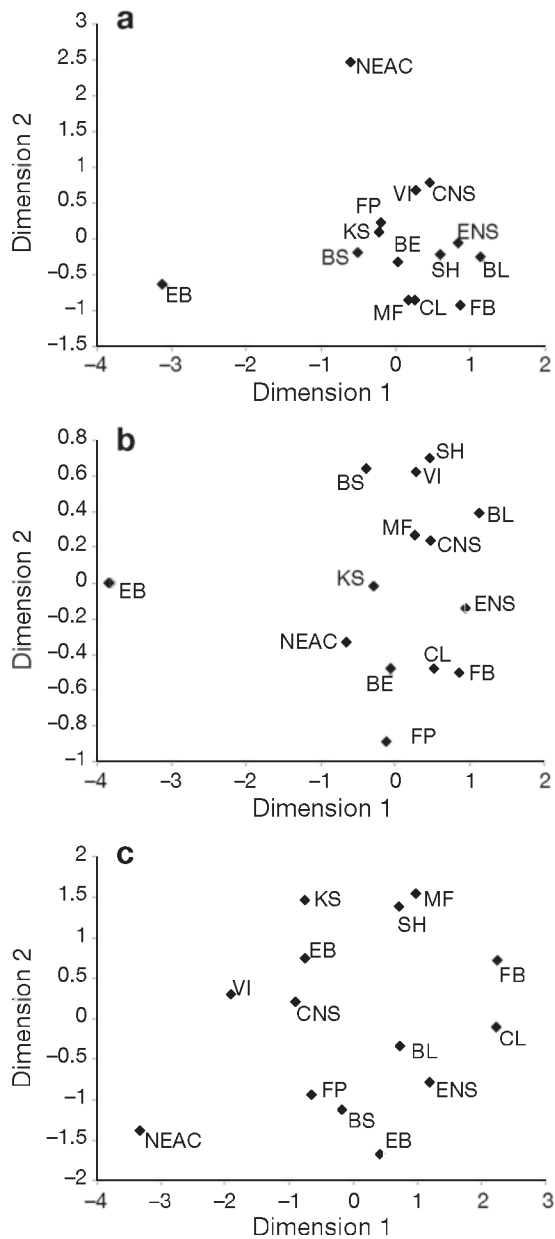 a
3
2.5
NEAC
2
1.5
1
VI
CNS
0.5
FP
KS
BE
ENS
0
BS
SH
BL
−0.5
EB
MF
CL
FB
−1
−1.5
−4
−3
−2
−1
0
1
2
Dimension 1
Dimension 2
b
0.8
SH
0.6
BS
VI
0.4
BL
MF
CNS
0.2
KS
0
EB
ENS
−0.2
NEAC
CL
−0.4
BE
FB
−0.6
−0.8
FP
−1
−4
−3
−2
−1
0
1
2
Dimension 1
Dimension 2
c
2
KS
MF
1.5
SH
1
EB
FB
0.5
VI
CNS
0
CL
BL
−0.5
FP
ENS
−1
BS
NEAC
EB
−1.5
−2
−4
−3
−2
−1
0
1
2
3
Dimension 1
Dimension 2